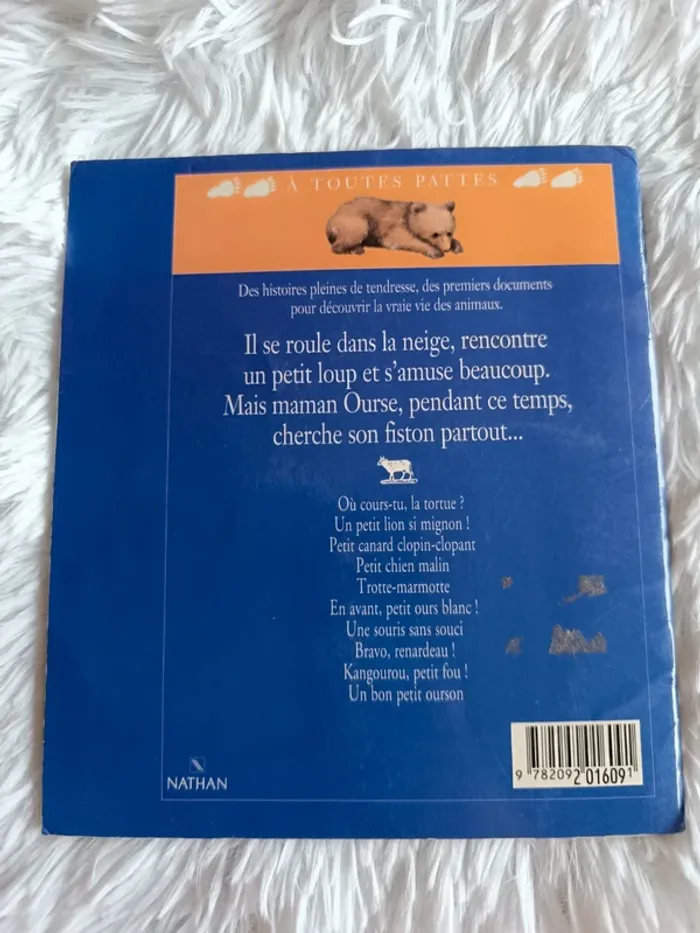 À TOUTES PATTES
Des histoires pleines de tendresse, des premiers documents
pour découvrir la vraie vie des animaux.
Il se roule dans la neige, rencontre
un petit loup et s'amuse beaucoup.
Mais maman Ourse, pendant ce temps,
cherche son fiston partout...
Où cours-tu, la tortue ?
Un petit lion si mignon !
Petit canard clopin-clopant
Petit chien malin
Trotte-marmotte
En avant, petit ours blanc !
Une souris sans souci
Bravo, renardeau !
Kangourou, petit fou !
Un bon petit ourson
NATHAN
9 782092 016091